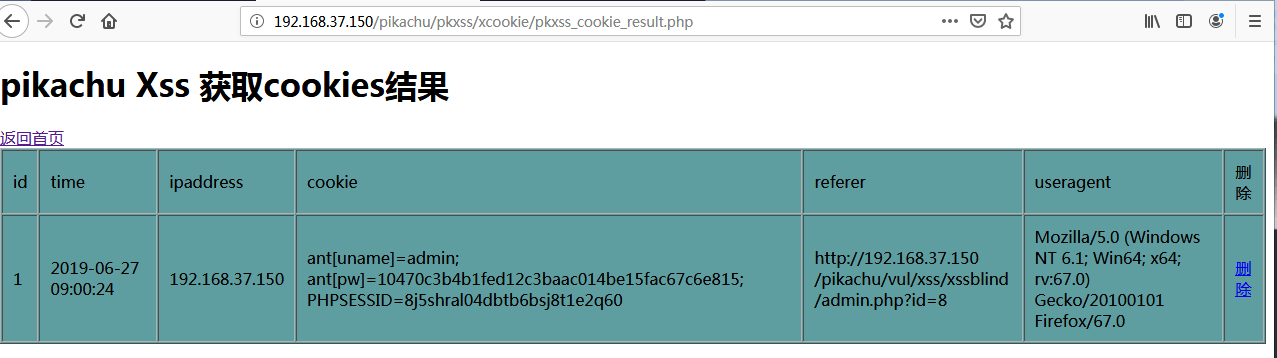 192.168.37.150/pikachu/pkxss/xcookie/pkxss_cookie_result.php
pikachu Xss 获取cookies结果
返回首页
id time ipaddress cookie referer useragent 删
除
1 2019-06-27
09:00:24
192.168.37.150
ant[uname]=admin;
ant[pw]=10470c3b4b1fed12c3baac014be15fac67c6e815;
PHPSESSID=8j5shral04dbtb6bsj8t1e2q60
http://192.168.37.150
/pikachu/vul/xss/xssblind
/admin.php?id=8
Mozilla/5.0 (Windows
NT 6.1; Win64; x64;
rv:67.0)
Gecko/20100101
Firefox/67.0
删
除